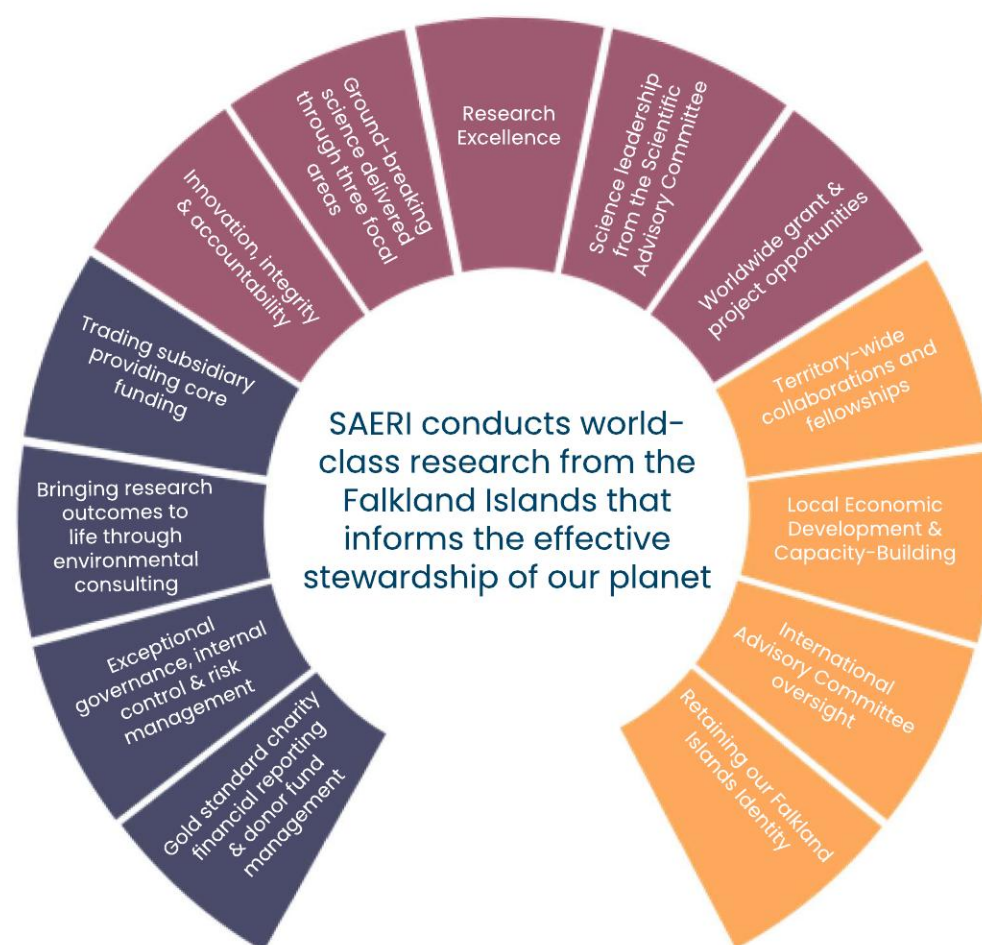 Gold standard charity
financial reporting
& donor fund
management
Exceptional
governance, internal
control & risk
management
Bringing research
outcomes to
life through
environmental
consulting
Trading subsidiary
providing core
funding
Innovation, integrity
& accountability
Ground-breaking
science delivered
through three focal
areas
Research
Excellence
Science leadership
from the Scientific
Advisory Committee
Worldwide grant &
project opportunities
Territory-wide
collaborations and
fellowships
Local Economic
Development &
Capacity-Building
International
Advisory Committee
oversight
Retaining our Falkland
Islands Identity
SAERI conducts world-
class research from the
Falkland Islands that
informs the effective
stewardship of our planet